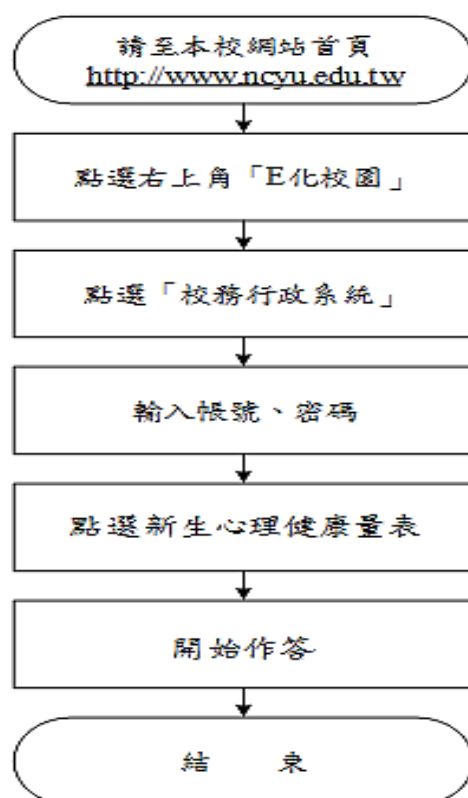 請至本校網站首頁
http://www.ncyu.edu.tw
點選右上角「E化校園」
點選「校務行政系統」
輸入帳號、密碼
點選新生心理健康量表
開始作答
結 束